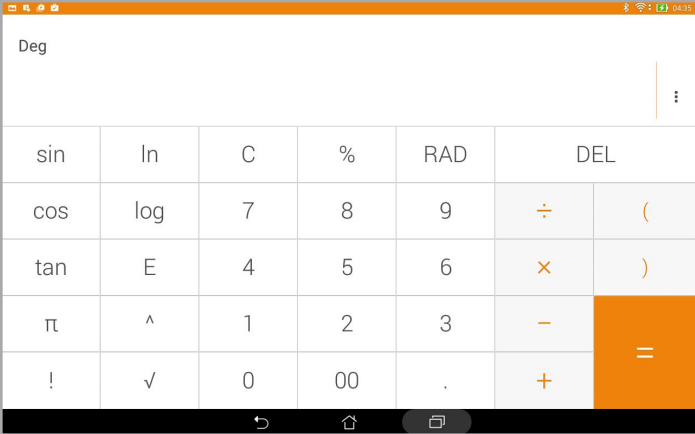 04:35
Deg
sin ln C % RAD DEL
cos log 7 8 9 ÷ (
tan E 4 5 6 × )
π ^ 1 2 3 −
! √ 0 00 . + =